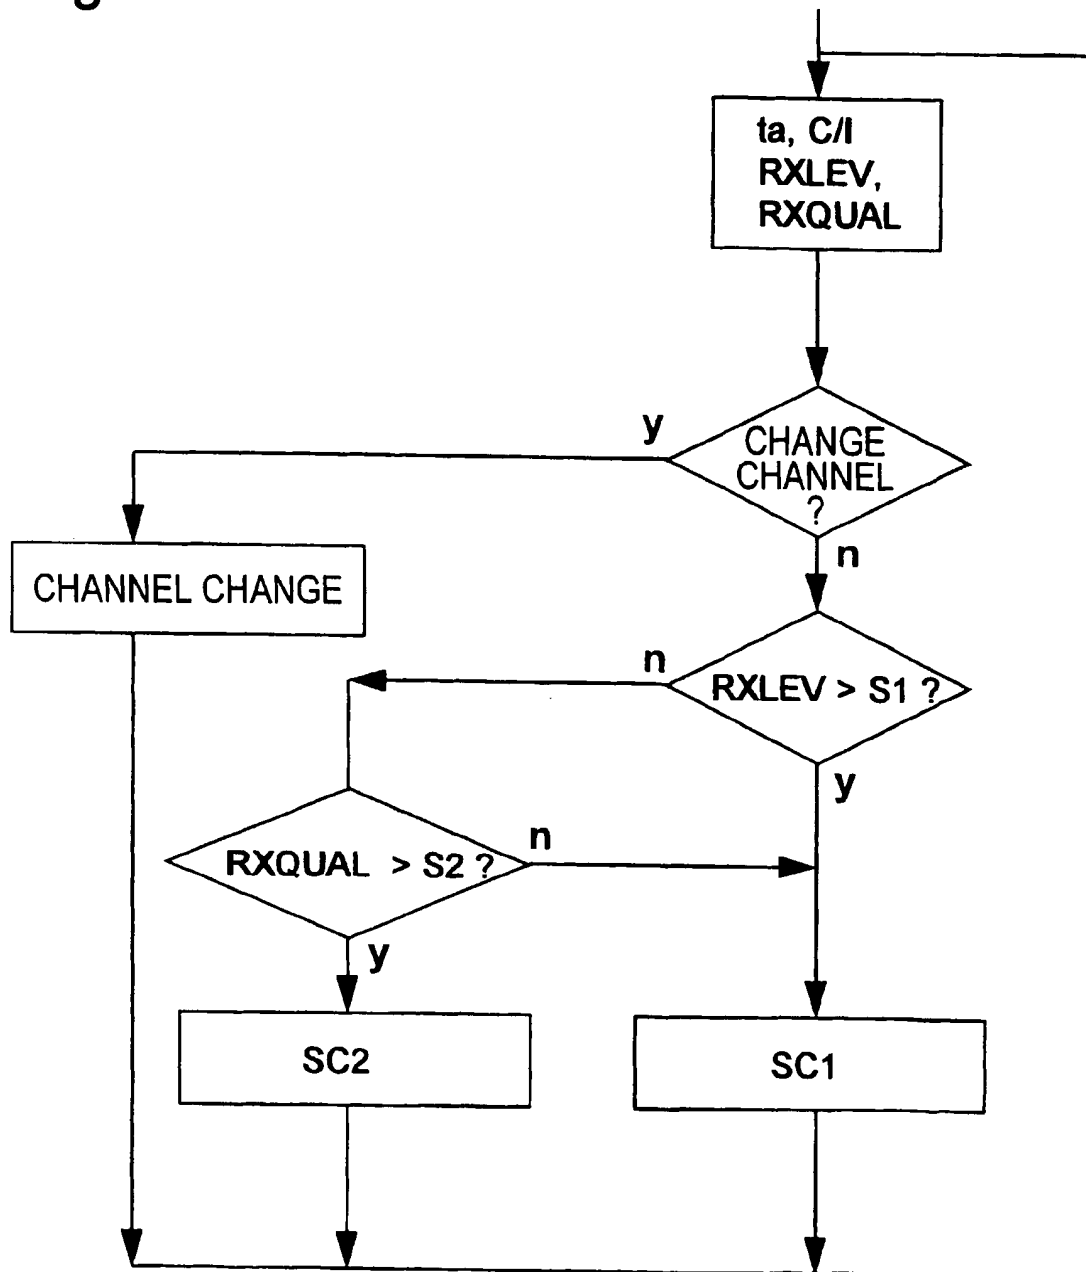 g
ta, C/I
RXLEV,
RXQUAL
y
CHANGE
CHANNEL
?
n
CHANNEL CHANGE
n
RXLEV > S1 ?
y
n
RXQUAL > S2 ?
y
SC2
SC1